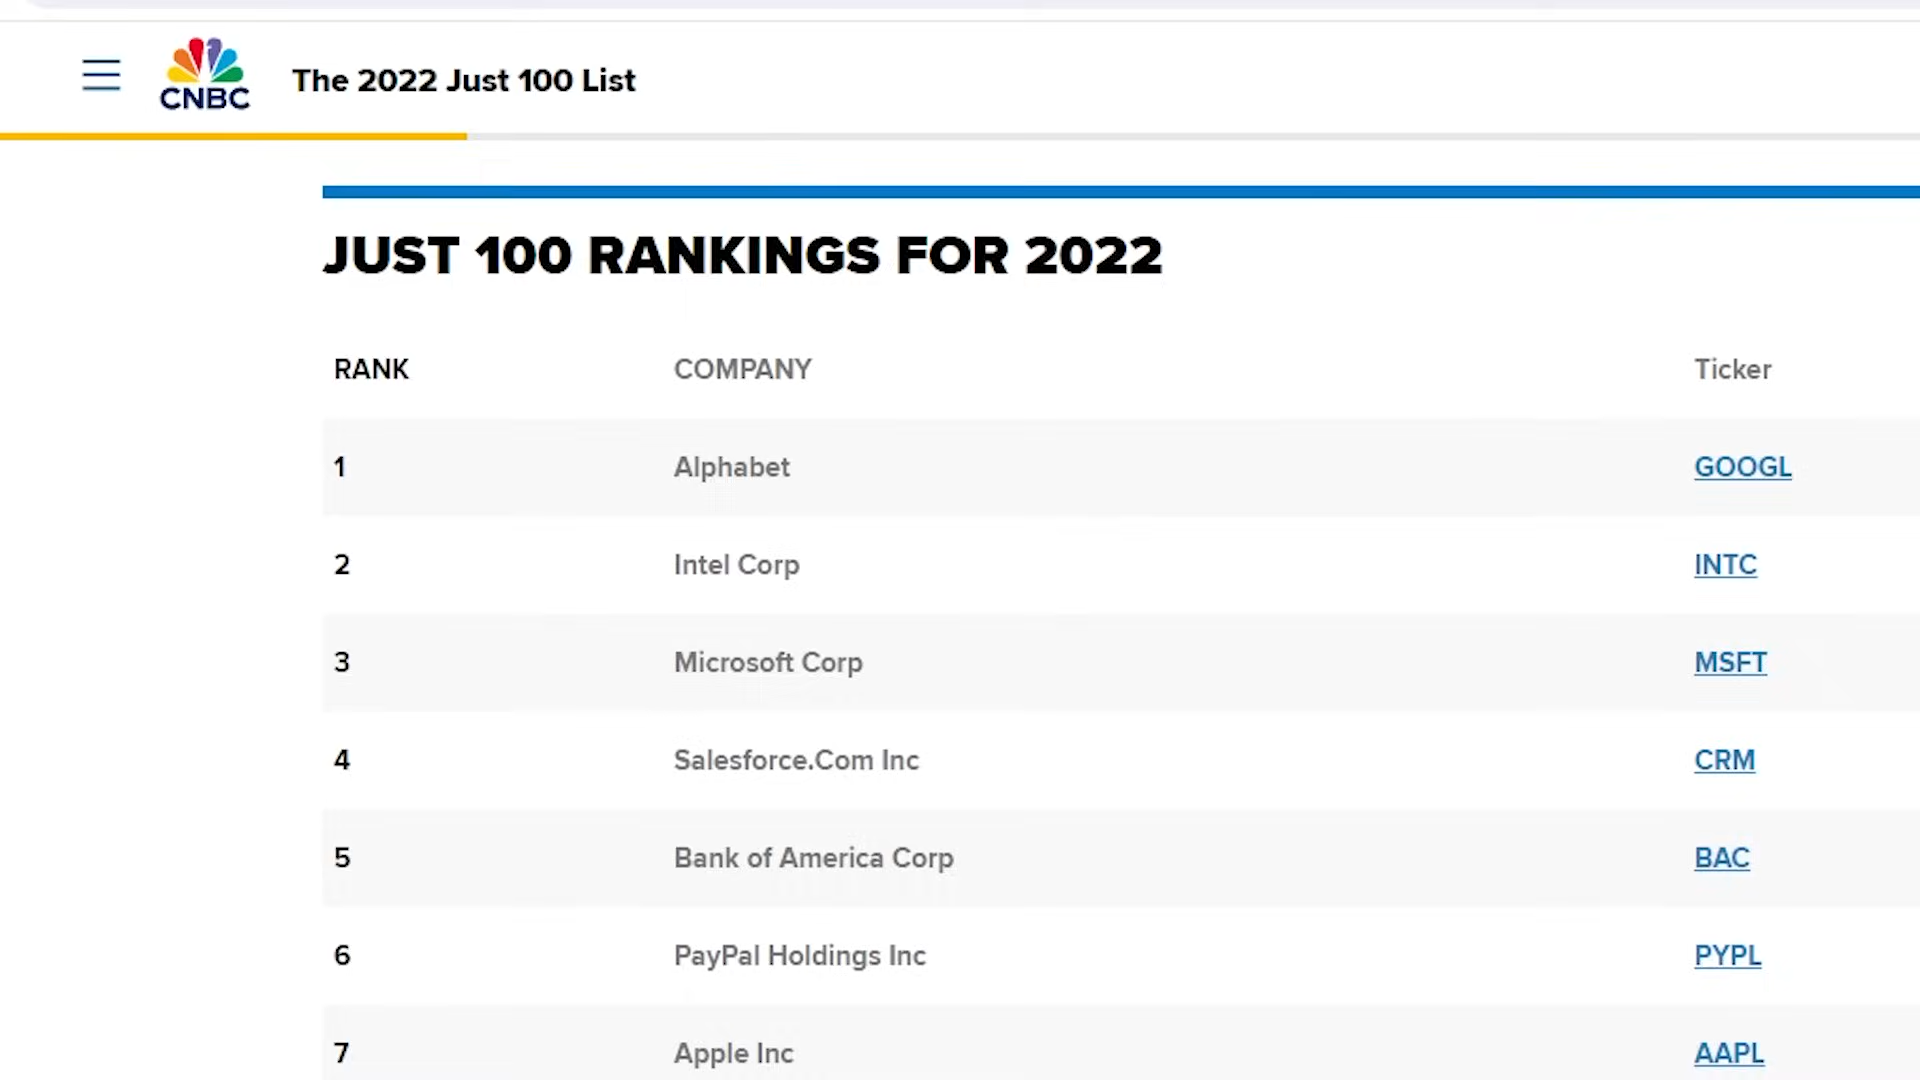 CNBC
The 2022 Just 100 List
JUST 100 RANKINGS FOR 2022
RANK COMPANY Ticker
1 Alphabet GOOGL
2 Intel Corp INTC
3 Microsoft Corp MSFT
4 Salesforce.Com Inc CRM
5 Bank of America Corp BAC
6 PayPal Holdings Inc PYPL
7 Apple Inc AAPL